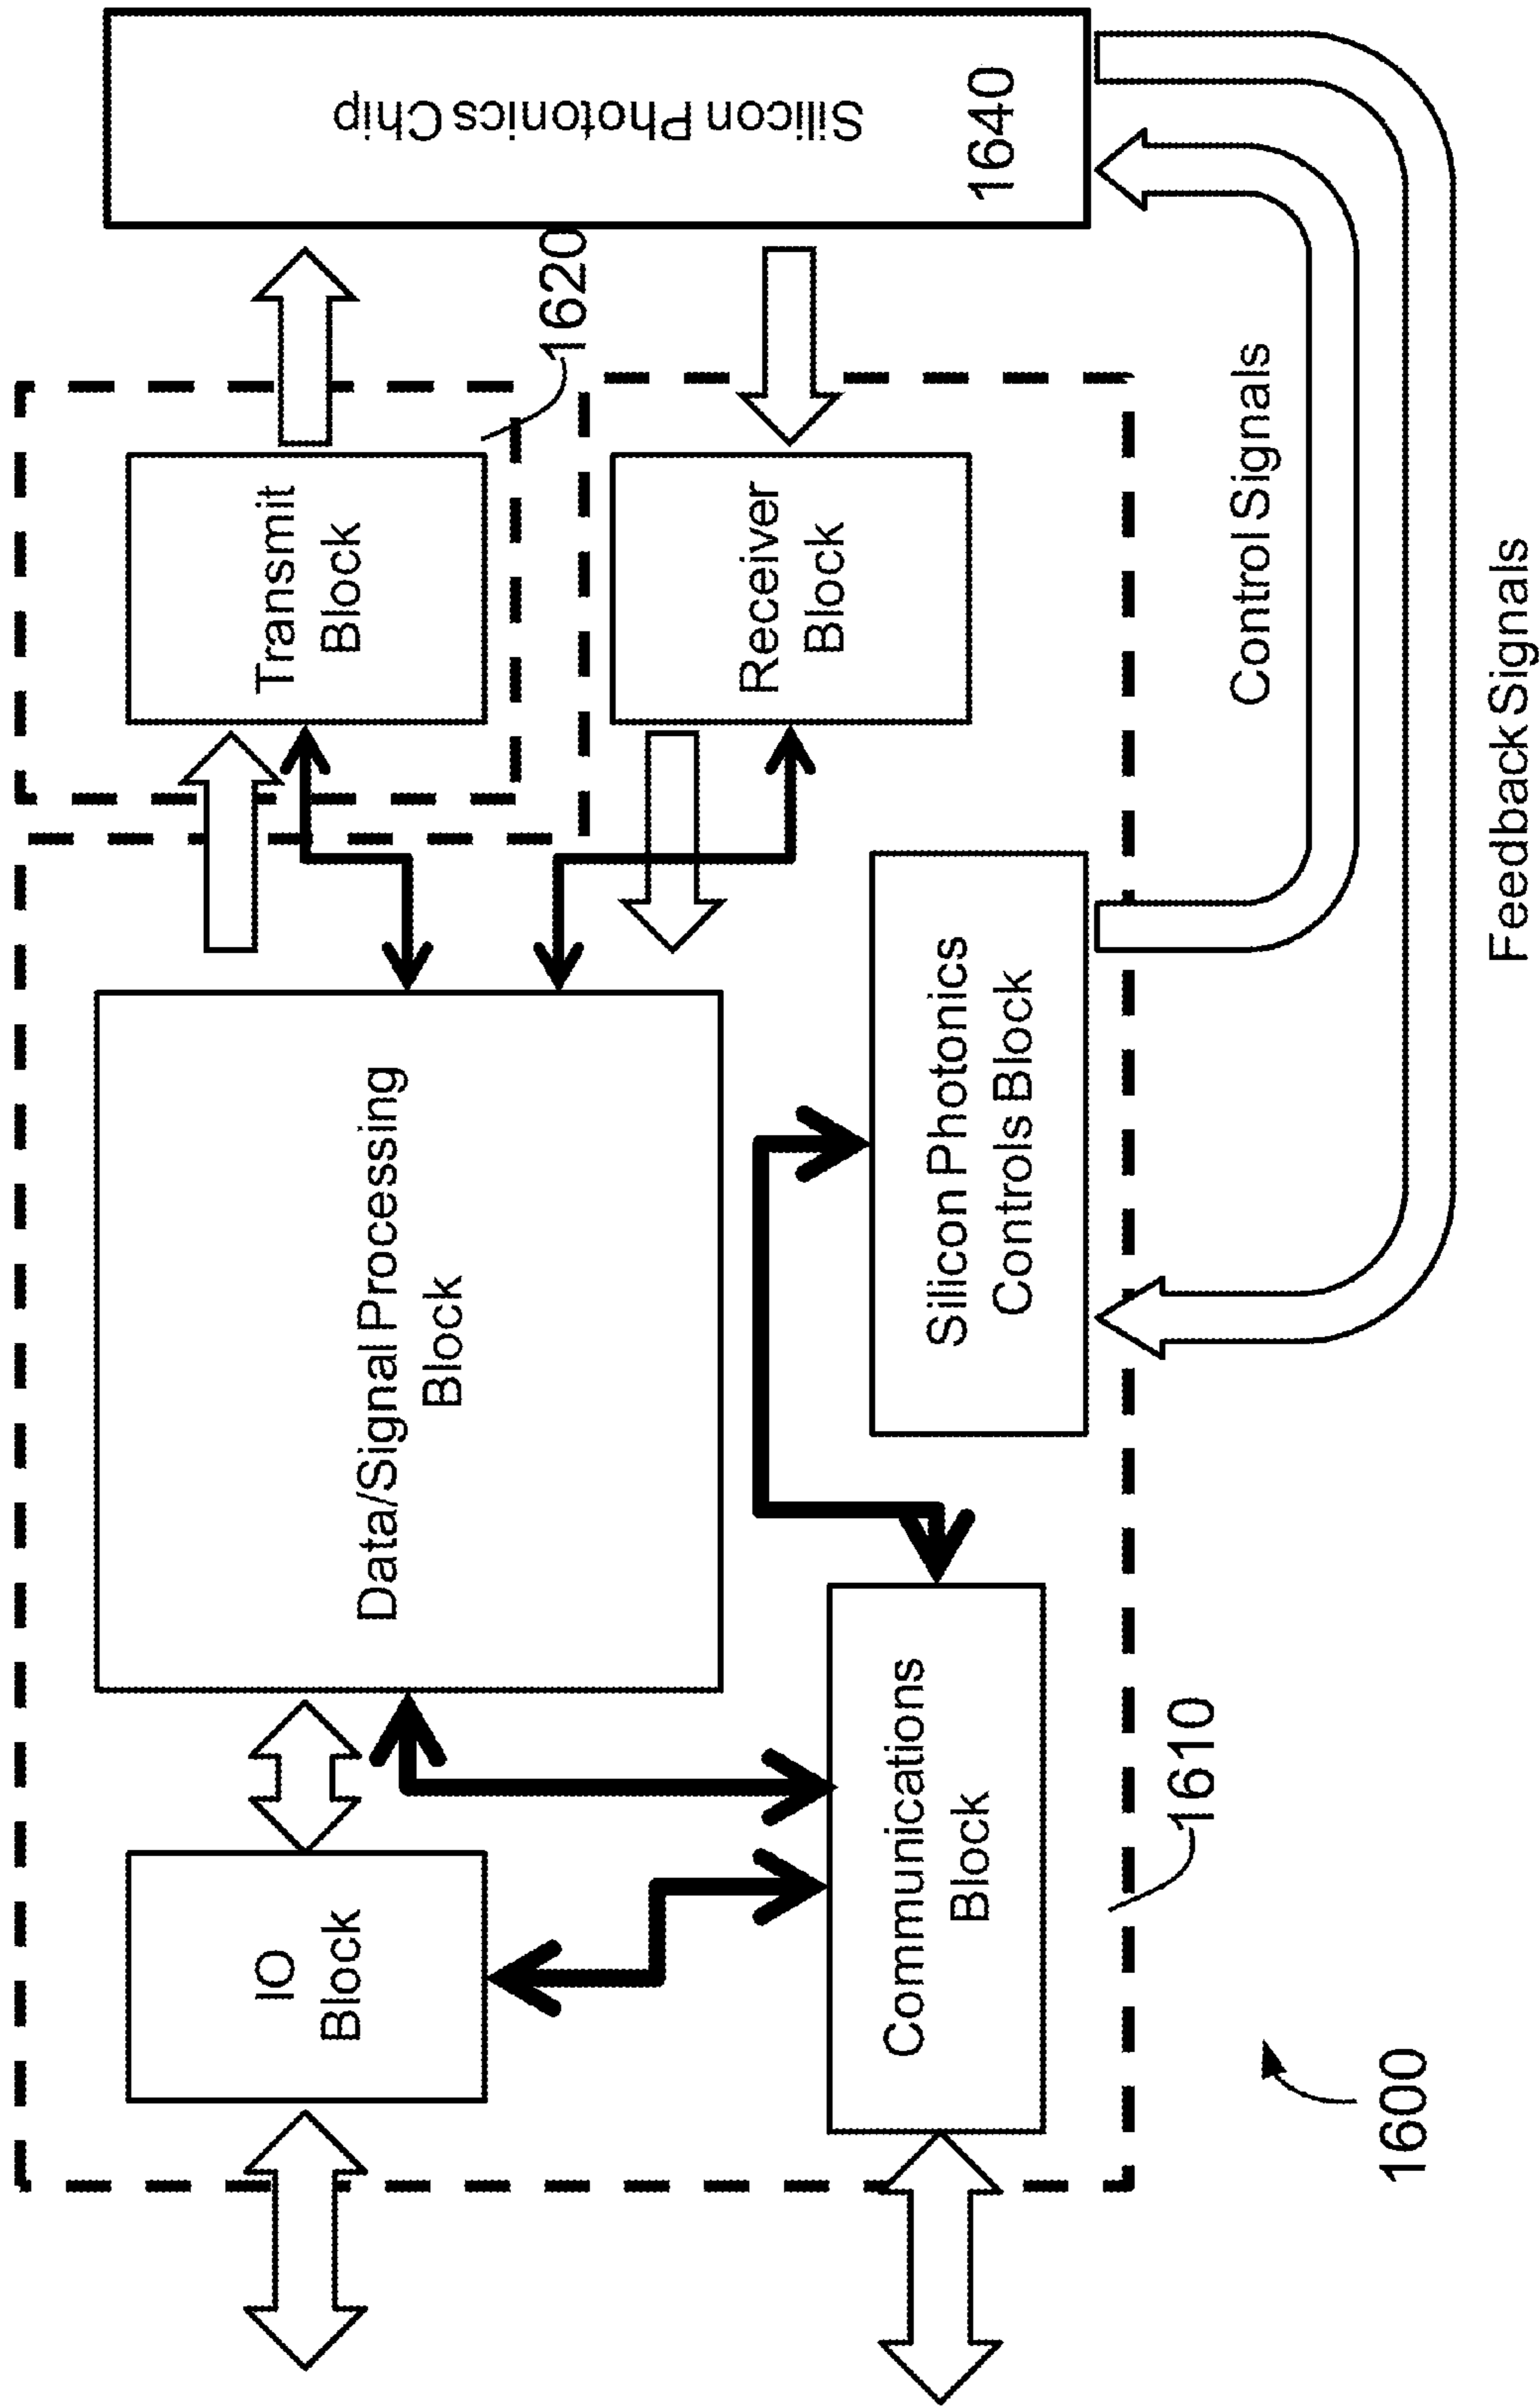 IO
Block
Data/Signal Processing
Block
Transmit
Block
1620
Silicon Photonics Chip
1640
Receiver
Block
Communications
Block
Silicon Photonics
Controls Block
1610
Control Signals
Feedback Signals
1600